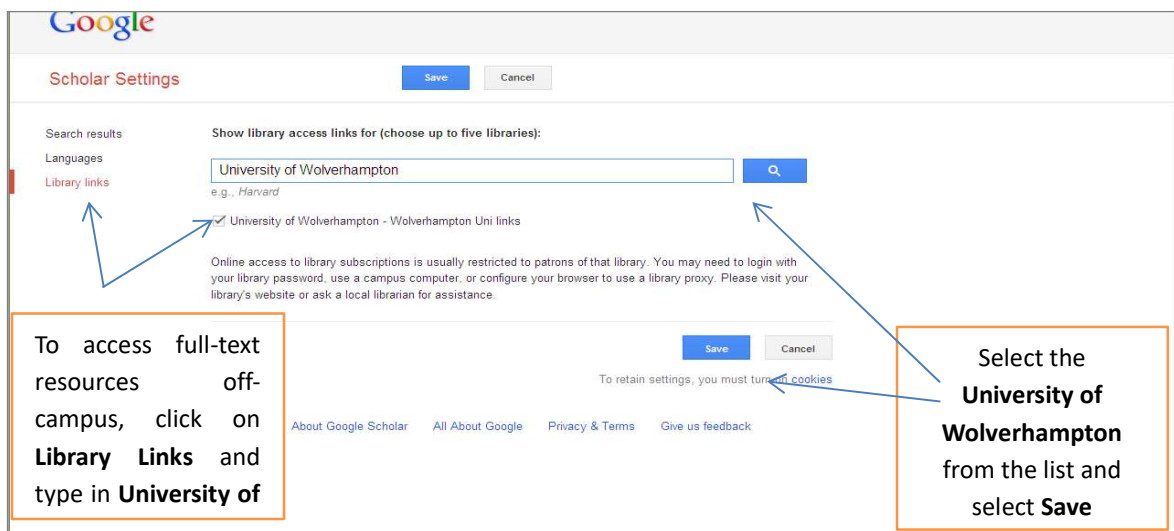 Google
Scholar Settings
Save
Cancel
Search results
Languages
Library links
Show library access links for (choose up to five libraries):
University of Wolverhampton
e.g., Harvard
University of Wolverhampton - Wolverhampton Uni links
Online access to library subscriptions is usually restricted to patrons of that library. You may need to login with
your library password, use a campus computer, or configure your browser to use a library proxy. Please visit your
library's website or ask a local librarian for assistance.
Save
Cancel
To retain settings, you must turn on cookies
About Google Scholar
All About Google
Privacy & Terms
Give us feedback
To access full-text
resources off-
campus, click on
Library Links and
type in University of
Select the
University of
Wolverhampton
from the list and
select Save